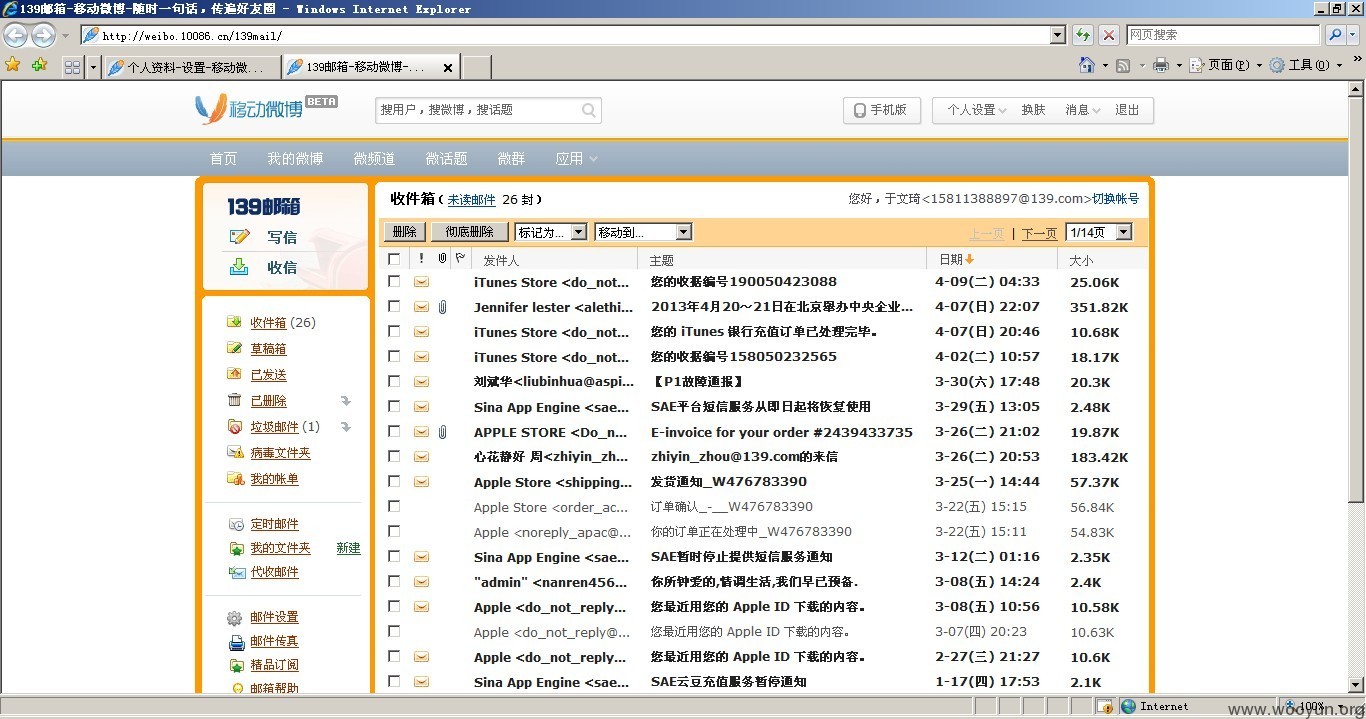 139邮箱-移动微博-随时一句话，传遍好友圈 - Windows Internet Explorer
http://weibo.10086.cn/139mail/
网页搜索
个人资料-设置-移动微...
139邮箱-移动微博-...
页面(P)
工具(O)
移动微博 BETA
搜用户，搜微博，搜话题
手机版
个人设置 换肤 消息 退出
首页 我的微博 微频道 微话题 微群 应用
139邮箱
写信
收信
收件箱 (26)
草稿箱
已发送
已删除
垃圾邮件 (1)
病毒文件夹
我的帐单
定时邮件
我的文件夹 新建
代收邮件
邮件设置
邮件传真
精品订阅
邮箱帮助
收件箱 ( 未读邮件 26 封 )
您好，于文琦<15811388897@139.com>切换帐号
删除 彻底删除 标记为... 移动到... 上一页 | 下一页 1/14页
! 发件人 主题 日期 大小
iTunes Store <do_not... 您的收据编号190050423088 4-09(二) 04:33 25.06K
Jennifer lester <alethi... 2013年4月20～21日在北京举办中央企业... 4-07(日) 22:07 351.82K
iTunes Store <do_not... 您的 iTunes 银行充值订单已处理完毕。 4-07(日) 20:46 10.68K
iTunes Store <do_not... 您的收据编号158050232565 4-02(二) 10:57 18.17K
刘斌华<liubinhua@aspi... 【P1故障通报】 3-30(六) 17:48 20.3K
Sina App Engine <sae... SAE平台短信服务从即日起将恢复使用 3-29(五) 13:05 2.48K
APPLE STORE <Do_n... E-invoice for your order #2439433735 3-26(二) 21:02 19.87K
心花静好 周<zhiyin_zh... zhiyin_zhou@139.com的来信 3-26(二) 20:53 183.42K
Apple Store <shipping... 发货通知_W476783390 3-25(一) 14:44 57.37K
Apple Store <order_ac... 订单确认_-__W476783390 3-22(五) 15:15 56.84K
Apple <noreply_apac@... 你的订单正在处理中_W476783390 3-22(五) 15:11 54.83K
Sina App Engine <sae... SAE暂时停止提供短信服务通知 3-12(二) 01:16 2.35K
"admin" <nanren456... 你所钟爱的,情调生活,我们早已预备. 3-08(五) 14:24 2.4K
Apple <do_not_reply... 您最近用您的 Apple ID 下载的内容。 3-08(五) 10:56 10.58K
Apple <do_not_reply@... 您最近用您的 Apple ID 下载的内容。 3-07(四) 20:23 10.63K
Apple <do_not_reply... 您最近用您的 Apple ID 下载的内容。 2-27(三) 21:27 10.6K
Sina App Engine <sae... SAE云豆充值服务暂停通知 1-17(四) 17:53 2.1K
Internet
100%
www.wooyun.org